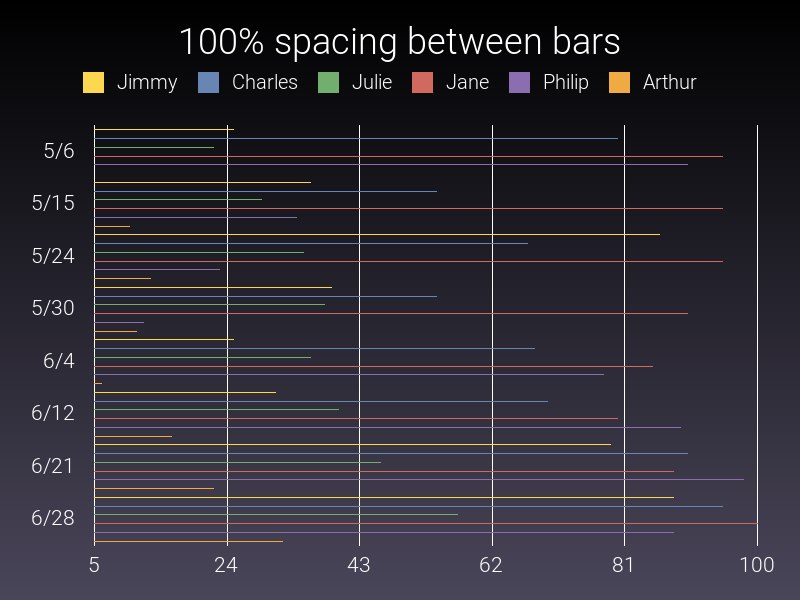 100% spacing between bars
Jimmy Charles Julie Jane Philip Arthur
5/6
5/15
5/24
5/30
6/4
6/12
6/21
6/28
5 24 43 62 81 100